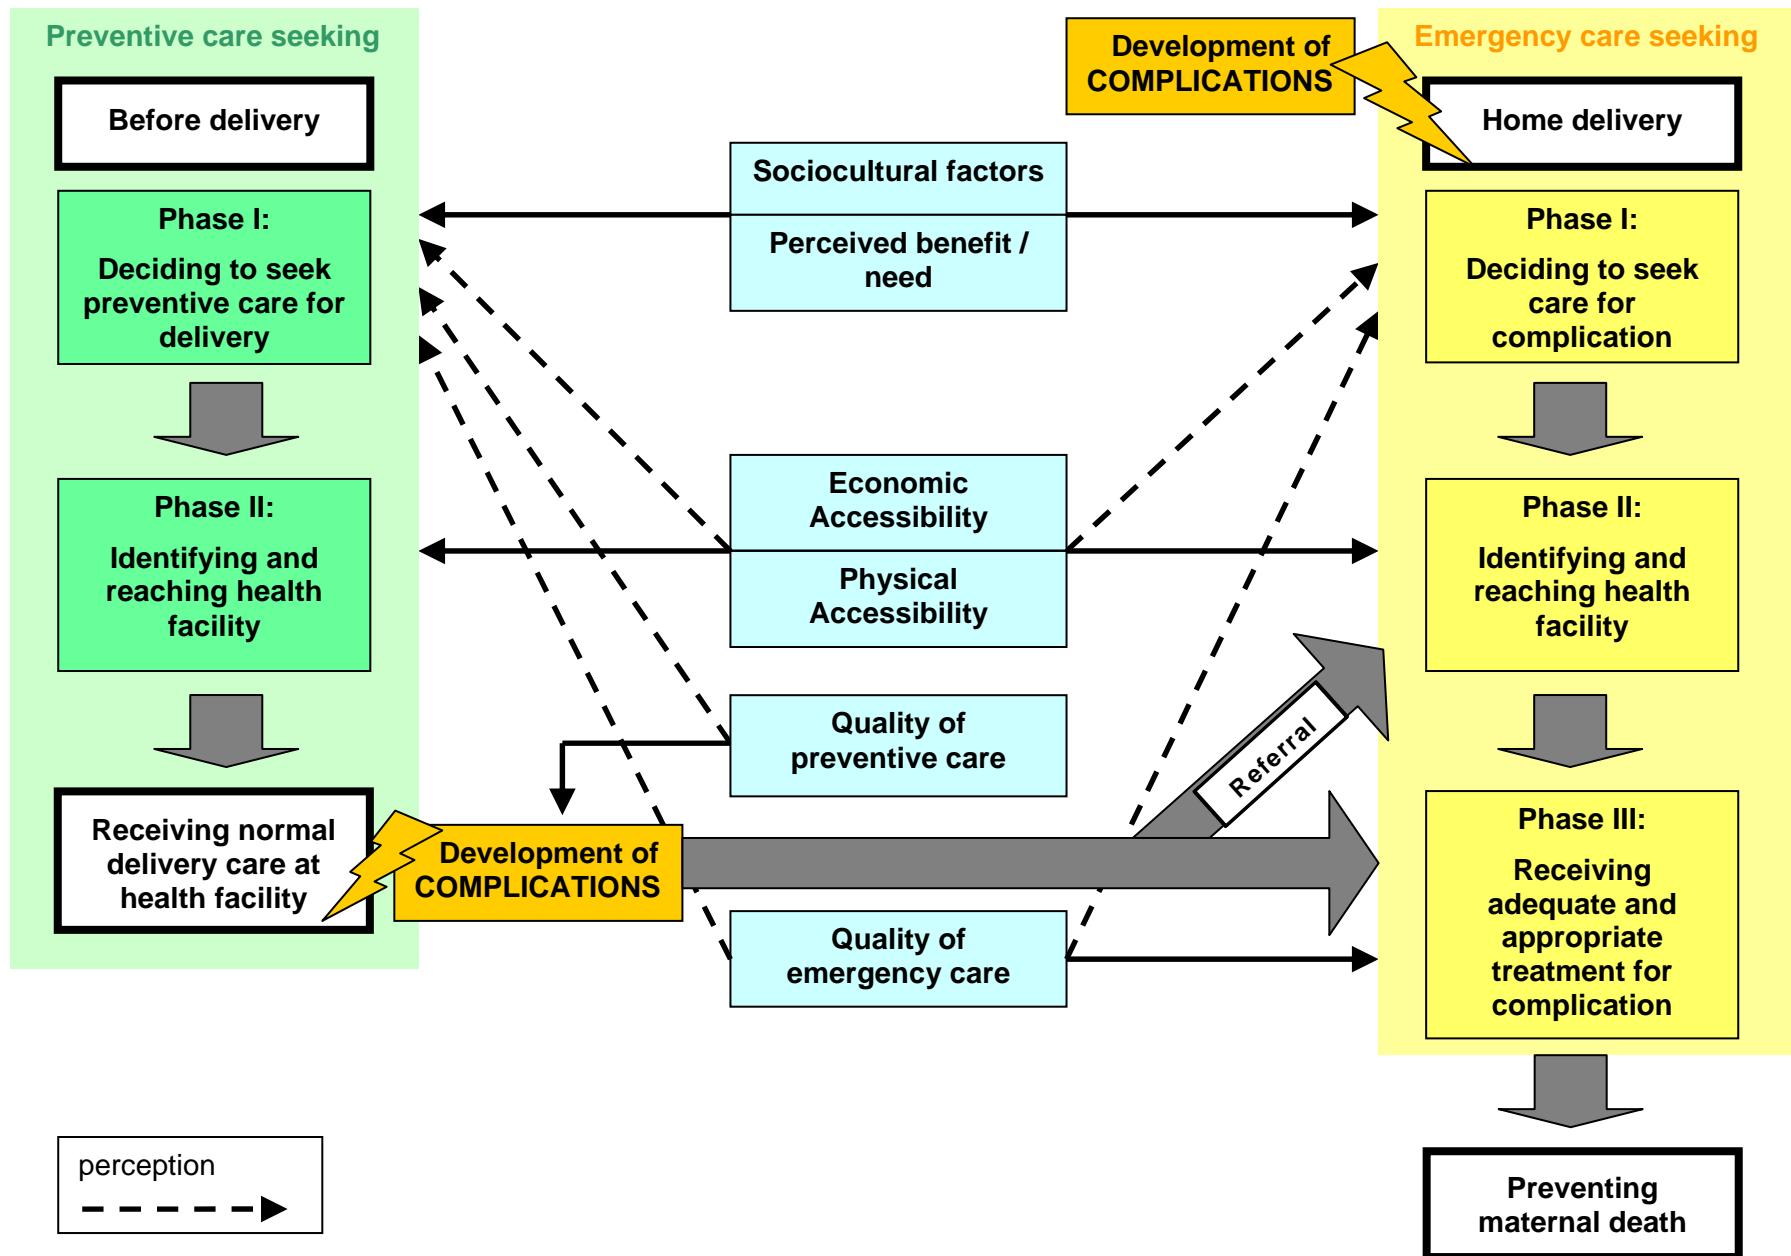 Preventive care seeking
Before delivery
Phase I:
Deciding to seek
preventive care for
delivery
Phase II:
Identifying and
reaching health
facility
Receiving normal
delivery care at
health facility
Development of
COMPLICATIONS
Sociocultural factors
Perceived benefit /
need
Economic
Accessibility
Physical
Accessibility
Quality of
preventive care
Quality of
emergency care
Referral
Development of
COMPLICATIONS
Emergency care seeking
Home delivery
Phase I:
Deciding to seek
care for
complication
Phase II:
Identifying and
reaching health
facility
Phase III:
Receiving
adequate and
appropriate
treatment for
complication
Preventing
maternal death
perception